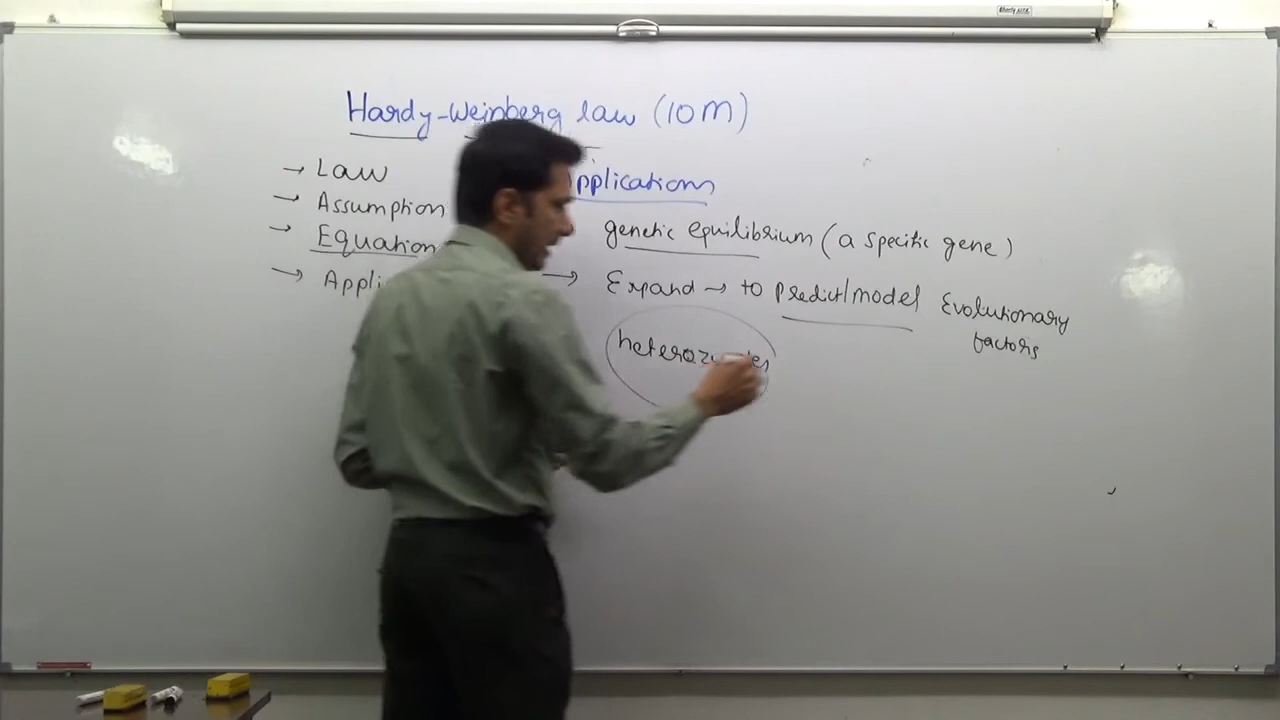 Hardy-Weinberg law (10M)
→ Law
→ Assumption
→ Equation
→ Appli
pplications
genetic equilibrium (a specific gene)
→ Expand → to predict/model Evolutionary
factors